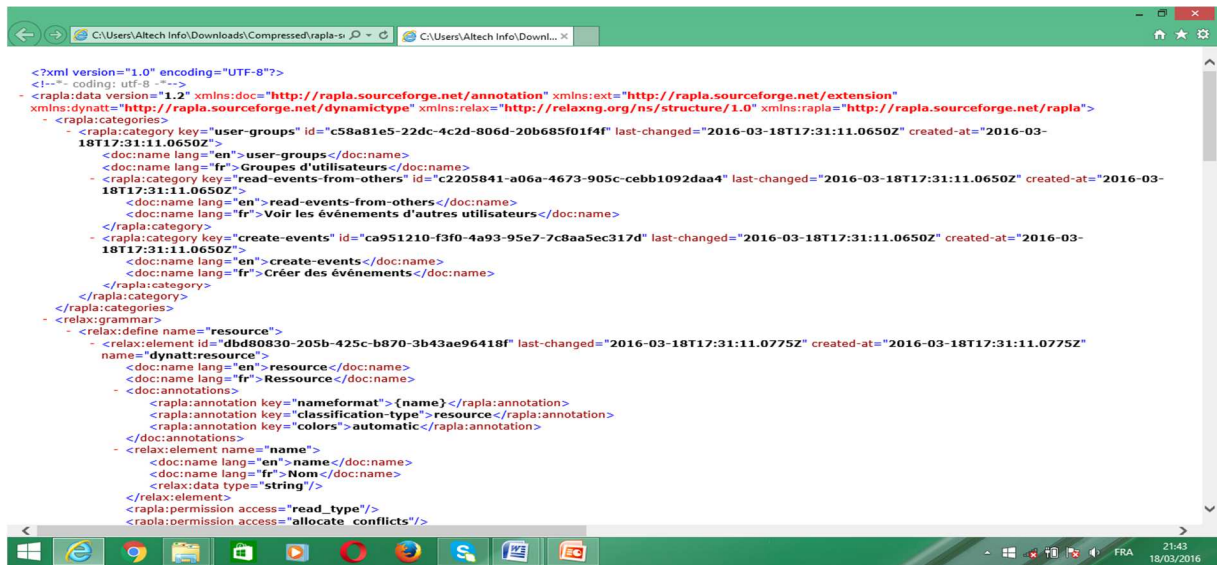 C:\Users\Altech Info\Downloads\Compressed\rapla-s
C:\Users\Altech Info\Downl...
<?xml version="1.0" encoding="UTF-8"?>
<!--*- coding: utf-8 -*-->
- <rapla:data version="1.2" xmlns:doc="http://rapla.sourceforge.net/annotation" xmlns:ext="http://rapla.sourceforge.net/extension"
xmlns:dynatt="http://rapla.sourceforge.net/dynamictype" xmlns:relax="http://relaxng.org/ns/structure/1.0" xmlns:rapla="http://rapla.sourceforge.net/rapla">
- <rapla:categories>
- <rapla:category key="user-groups" id="c58a81e5-22dc-4c2d-806d-20b685f01f4f" last-changed="2016-03-18T17:31:11.0650Z" created-at="2016-03-
18T17:31:11.0650Z">
<doc:name lang="en">user-groups</doc:name>
<doc:name lang="fr">Groupes d'utilisateurs</doc:name>
- <rapla:category key="read-events-from-others" id="c2205841-a06a-4673-905c-cebb1092daa4" last-changed="2016-03-18T17:31:11.0650Z" created-at="2016-03-
18T17:31:11.0650Z">
<doc:name lang="en">read-events-from-others</doc:name>
<doc:name lang="fr">Voir les événements d'autres utilisateurs</doc:name>
</rapla:category>
- <rapla:category key="create-events" id="ca951210-f3f0-4a93-95e7-7c8aa5ec317d" last-changed="2016-03-18T17:31:11.0650Z" created-at="2016-03-
18T17:31:11.0650Z">
<doc:name lang="en">create-events</doc:name>
<doc:name lang="fr">Créer des événements</doc:name>
</rapla:category>
</rapla:category>
</rapla:categories>
- <relax:grammar>
- <relax:define name="resource">
- <relax:element id="dbd80830-205b-425c-b870-3b43ae96418f" last-changed="2016-03-18T17:31:11.0775Z" created-at="2016-03-18T17:31:11.0775Z"
name="dynatt:resource">
<doc:name lang="en">resource</doc:name>
<doc:name lang="fr">Ressource</doc:name>
- <doc:annotations>
<rapla:annotation key="nameformat">{name}</rapla:annotation>
<rapla:annotation key="classification-type">resource</rapla:annotation>
<rapla:annotation key="colors">automatic</rapla:annotation>
</doc:annotations>
- <relax:element name="name">
<doc:name lang="en">name</doc:name>
<doc:name lang="fr">Nom</doc:name>
<relax:data type="string"/>
</relax:element>
<rapla:permission access="read_type"/>
<rapla:permission access="allocate_conflicts"/>
FRA
21:43
18/03/2016